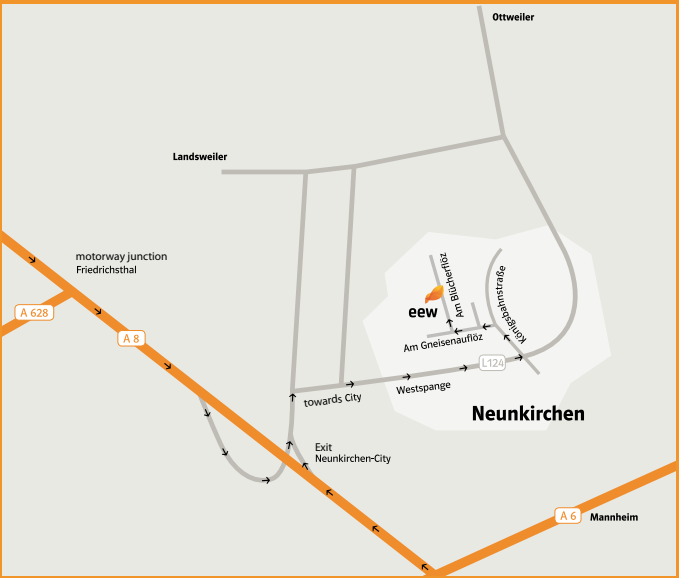 Ottweiler
Landsweiler
motorway junction
Friedrichsthal
A 628
A 8
Am Blücherflöz
Königsbahnstraße
eew
Am Gneisenauflöz
L124
Westspange
towards City
Neunkirchen
Exit
Neunkirchen-City
A 6
Mannheim